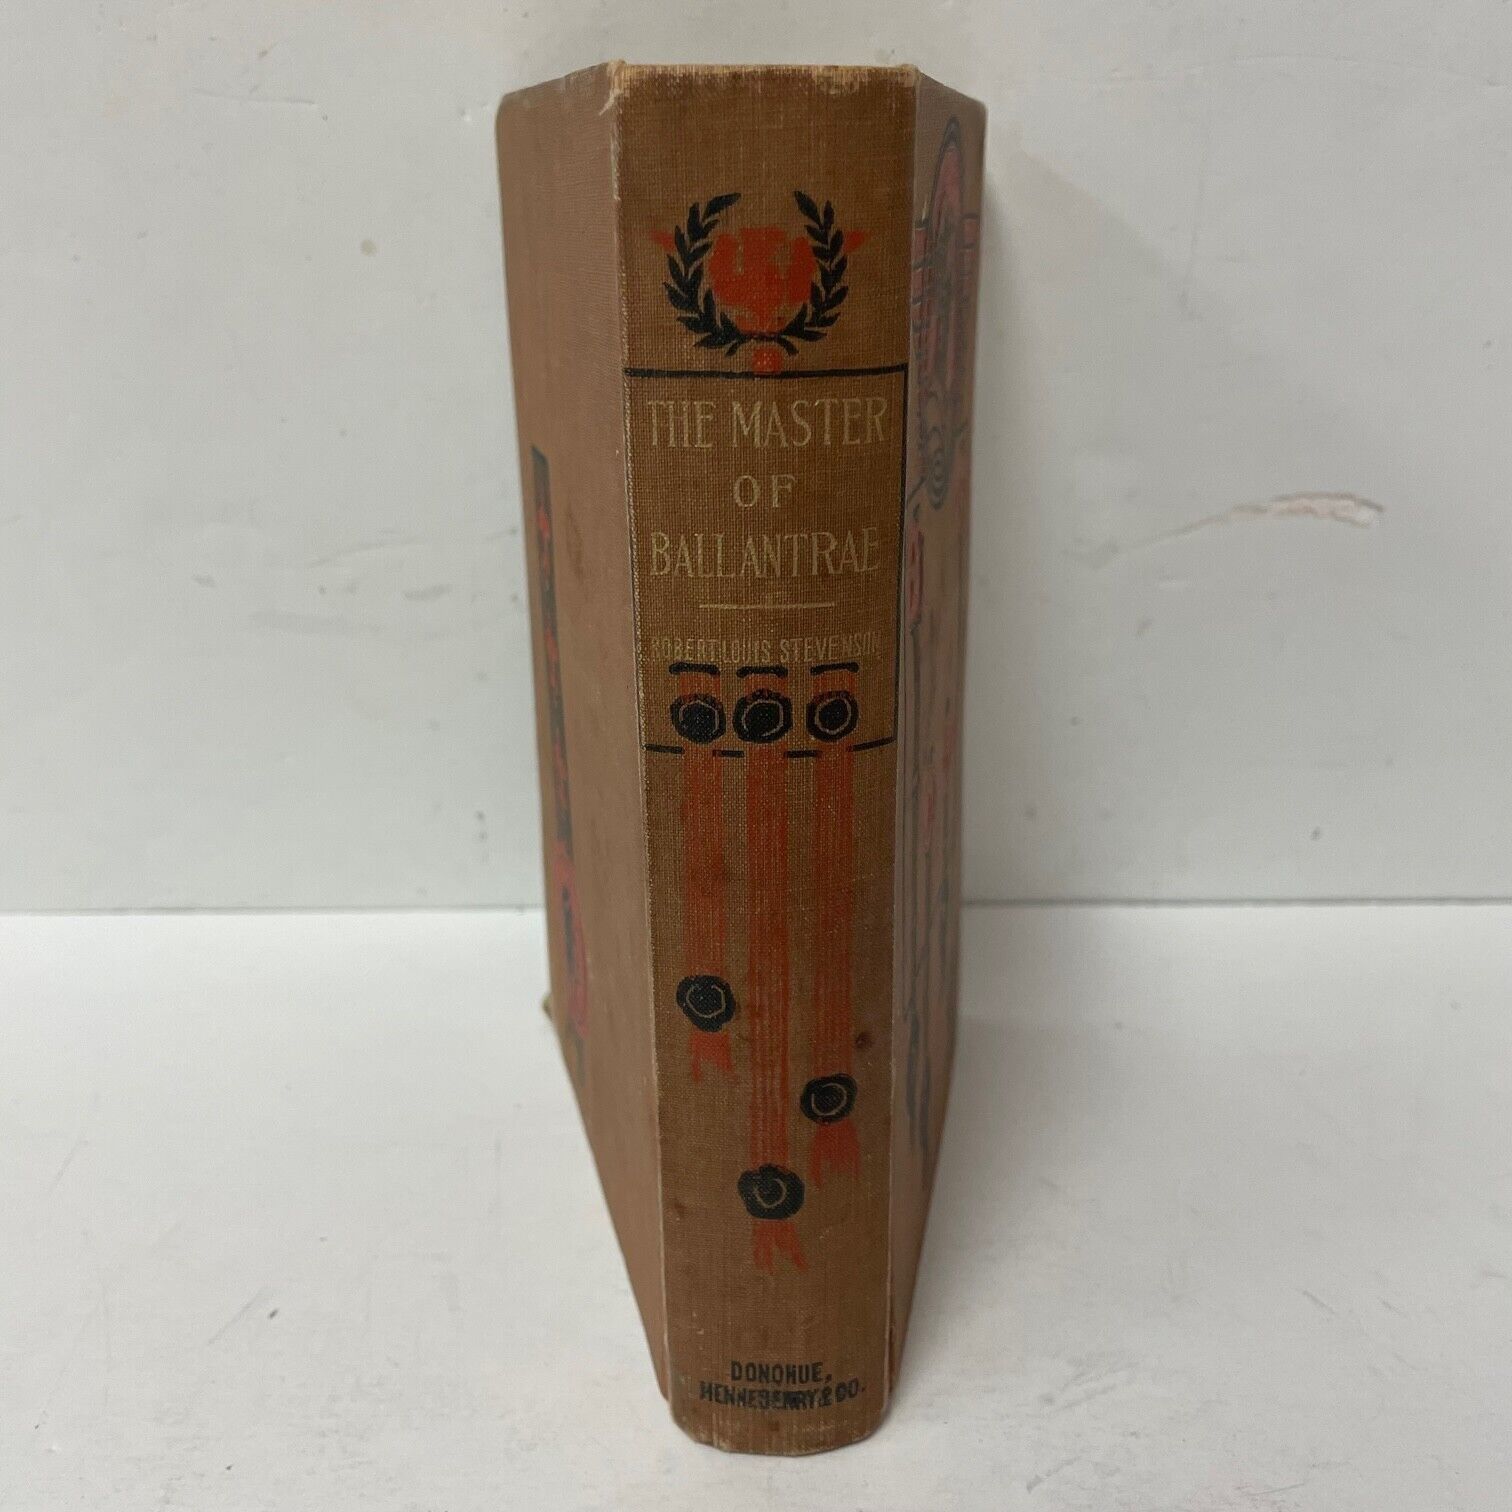 THE MASTER
OF
BALLANTRAE
ROBERT LOUIS STEVENSON
DONOHUE,
HENNEBERRY & CO.